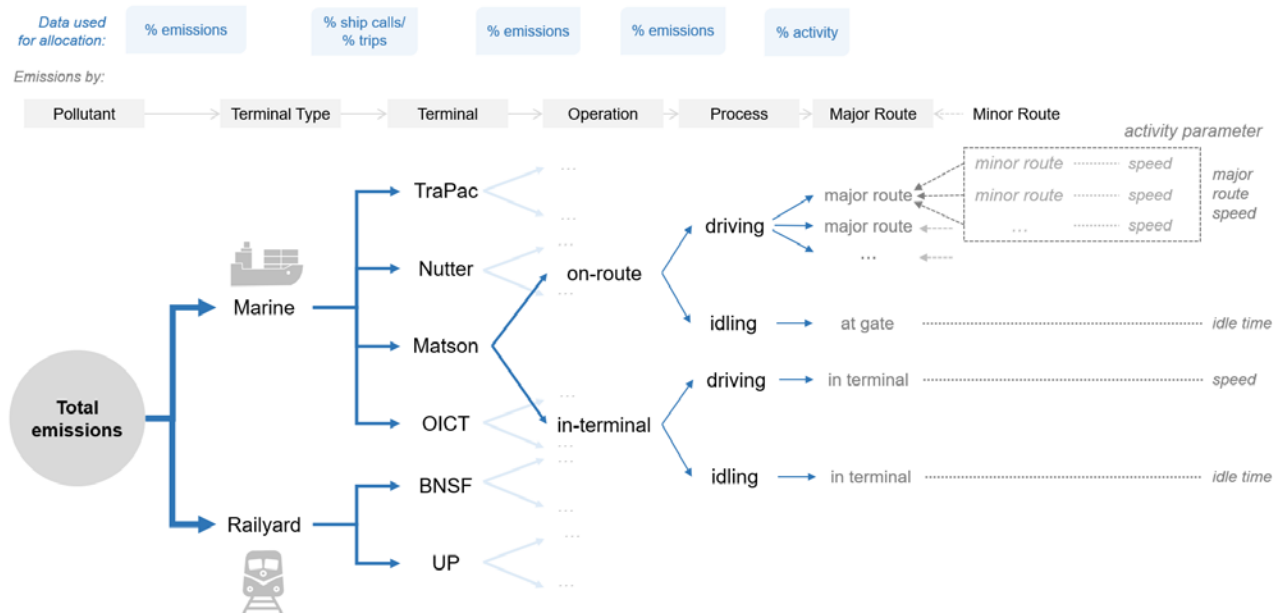 Data used
for allocation:
% emissions
% ship calls/
% trips
% emissions
% emissions
% activity
Emissions by:
Pollutant
Terminal Type
Terminal
Operation
Process
Major Route
Minor Route
activity parameter
TraPac
...
...
minor route
speed
minor route
speed
...
speed
major
route
speed
driving
major route
major route
...
Nutter
...
...
on-route
Marine
idling
at gate
idle time
Matson
driving
in terminal
speed
Total
emissions
OICT
...
...
in-terminal
idling
in terminal
idle time
BNSF
...
...
Railyard
UP
...
...